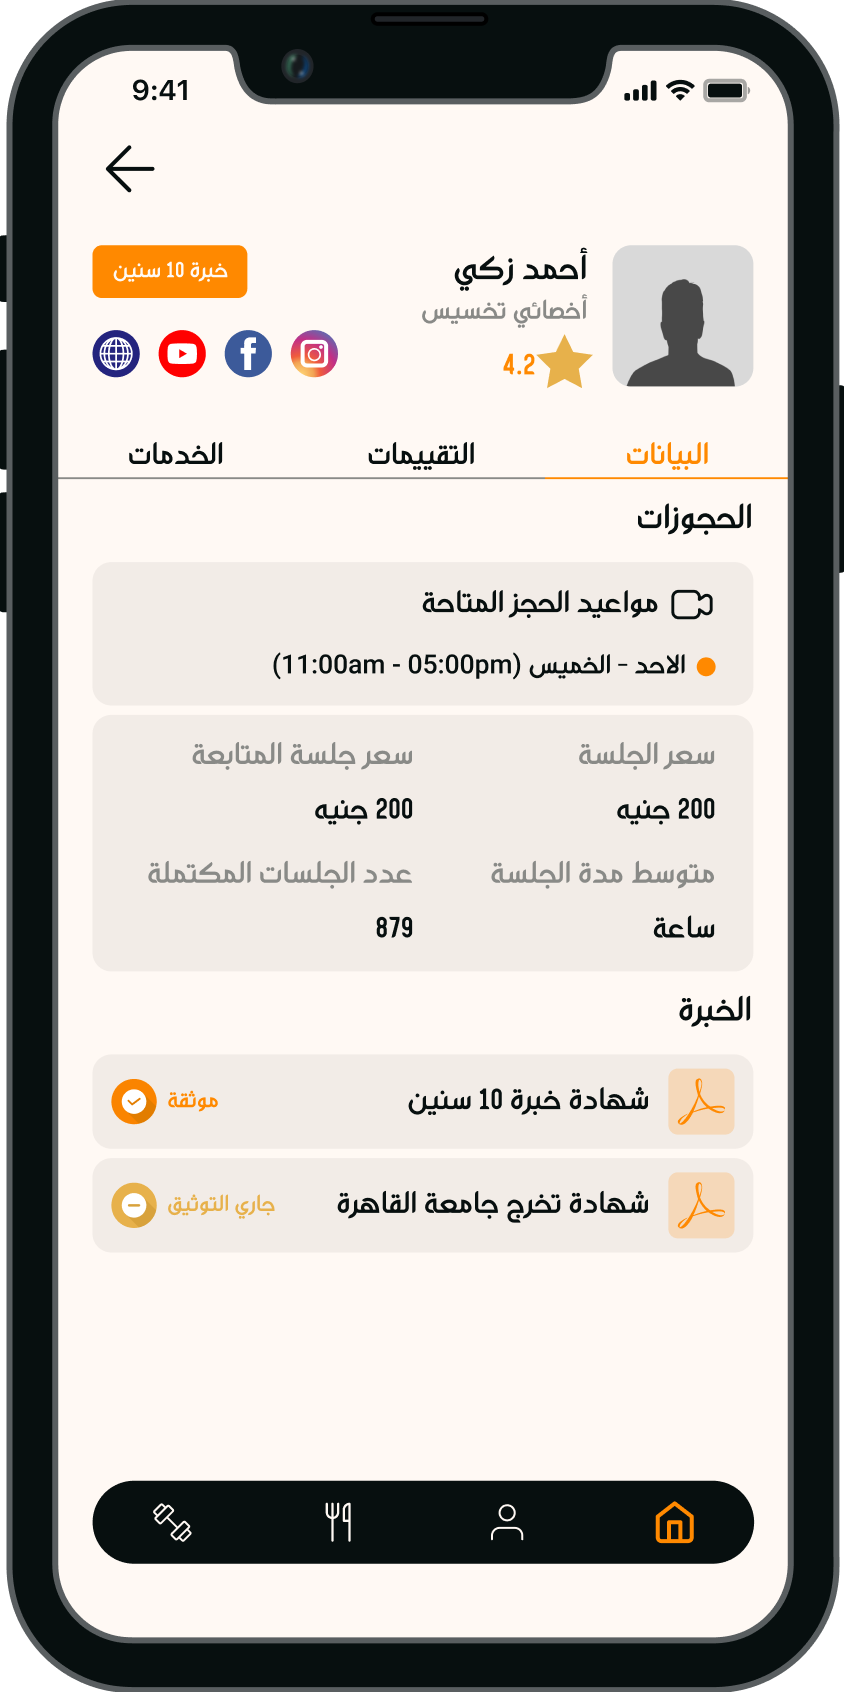 9:41
أحمد زكي
خبرة 10 سنين
أخصائي تخسيس
4.2
البيانات
التقييمات
الخدمات
الحجوزات
مواعيد الحجز المتاحة
الاحد - الخميس (11:00am - 05:00pm)
سعر الجلسة
سعر جلسة المتابعة
200 جنيه
200 جنيه
متوسط مدة الجلسة
عدد الجلسات المكتملة
ساعة
879
الخبرة
شهادة خبرة 10 سنين
موثقة
شهادة تخرج جامعة القاهرة
جاري التوثيق